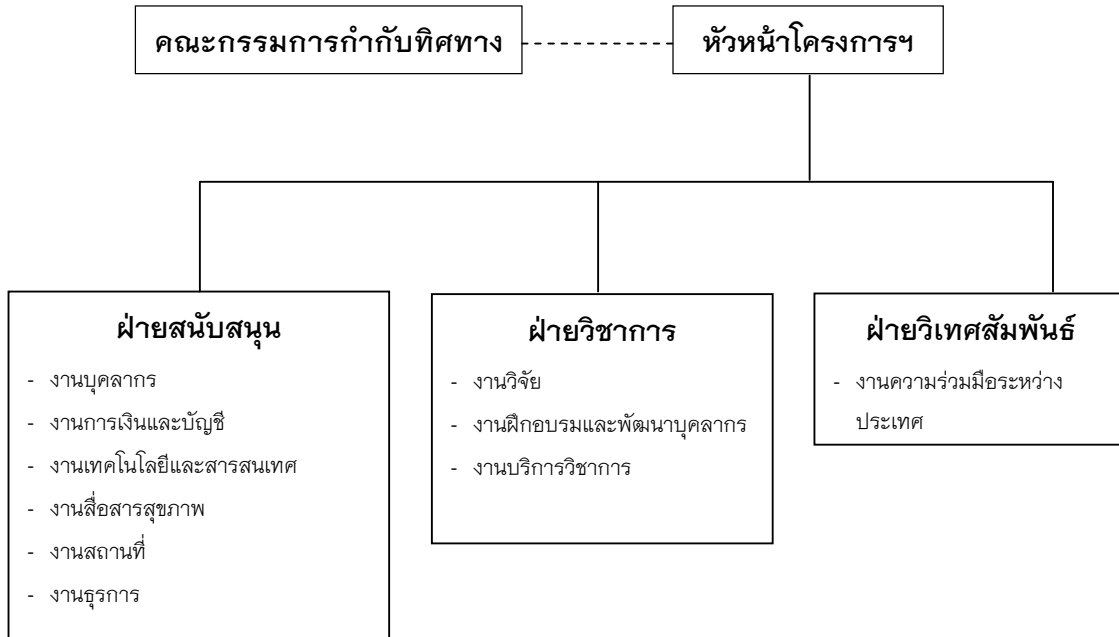 คณะกรรมการกำกับทิศทาง
หัวหน้าโครงการฯ
ฝ่ายสนับสนุน
- งานบุคลากร
- งานการเงินและบัญชี
- งานเทคโนโลยีและสารสนเทศ
- งานสื่อสารสุขภาพ
- งานสถานที่
- งานธุรการ
ฝ่ายวิชาการ
- งานวิจัย
- งานฝึกอบรมและพัฒนาบุคลากร
- งานบริการวิชาการ
ฝ่ายวิเทศสัมพันธ์
- งานความร่วมมือระหว่าง
ประเทศ